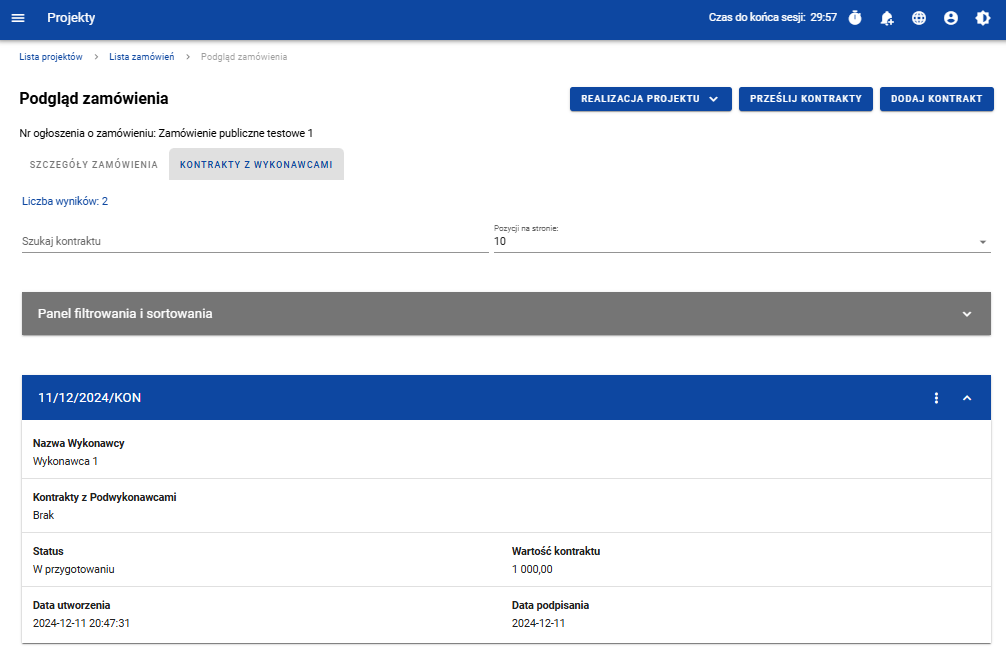 Projekty
Czas do końca sesji: 29:57
Lista projektów > Lista zamówień > Podgląd zamówienia
Podgląd zamówienia
REALIZACJA PROJEKTU
PRZEŚLIJ KONTRAKTY
DODAJ KONTRAKT
Nr ogłoszenia o zamówieniu: Zamówienie publiczne testowe 1
SZCZEGÓŁY ZAMÓWIENIA
KONTRAKTY Z WYKONAWCAMI
Liczba wyników: 2
Szukaj kontraktu
Pozycji na stronie:
10
Panel filtrowania i sortowania
11/12/2024/KON
Nazwa Wykonawcy
Wykonawca 1
Kontrakty z Podwykonawcami
Brak
Status
W przygotowaniu
Wartość kontraktu
1 000,00
Data utworzenia
2024-12-11 20:47:31
Data podpisania
2024-12-11